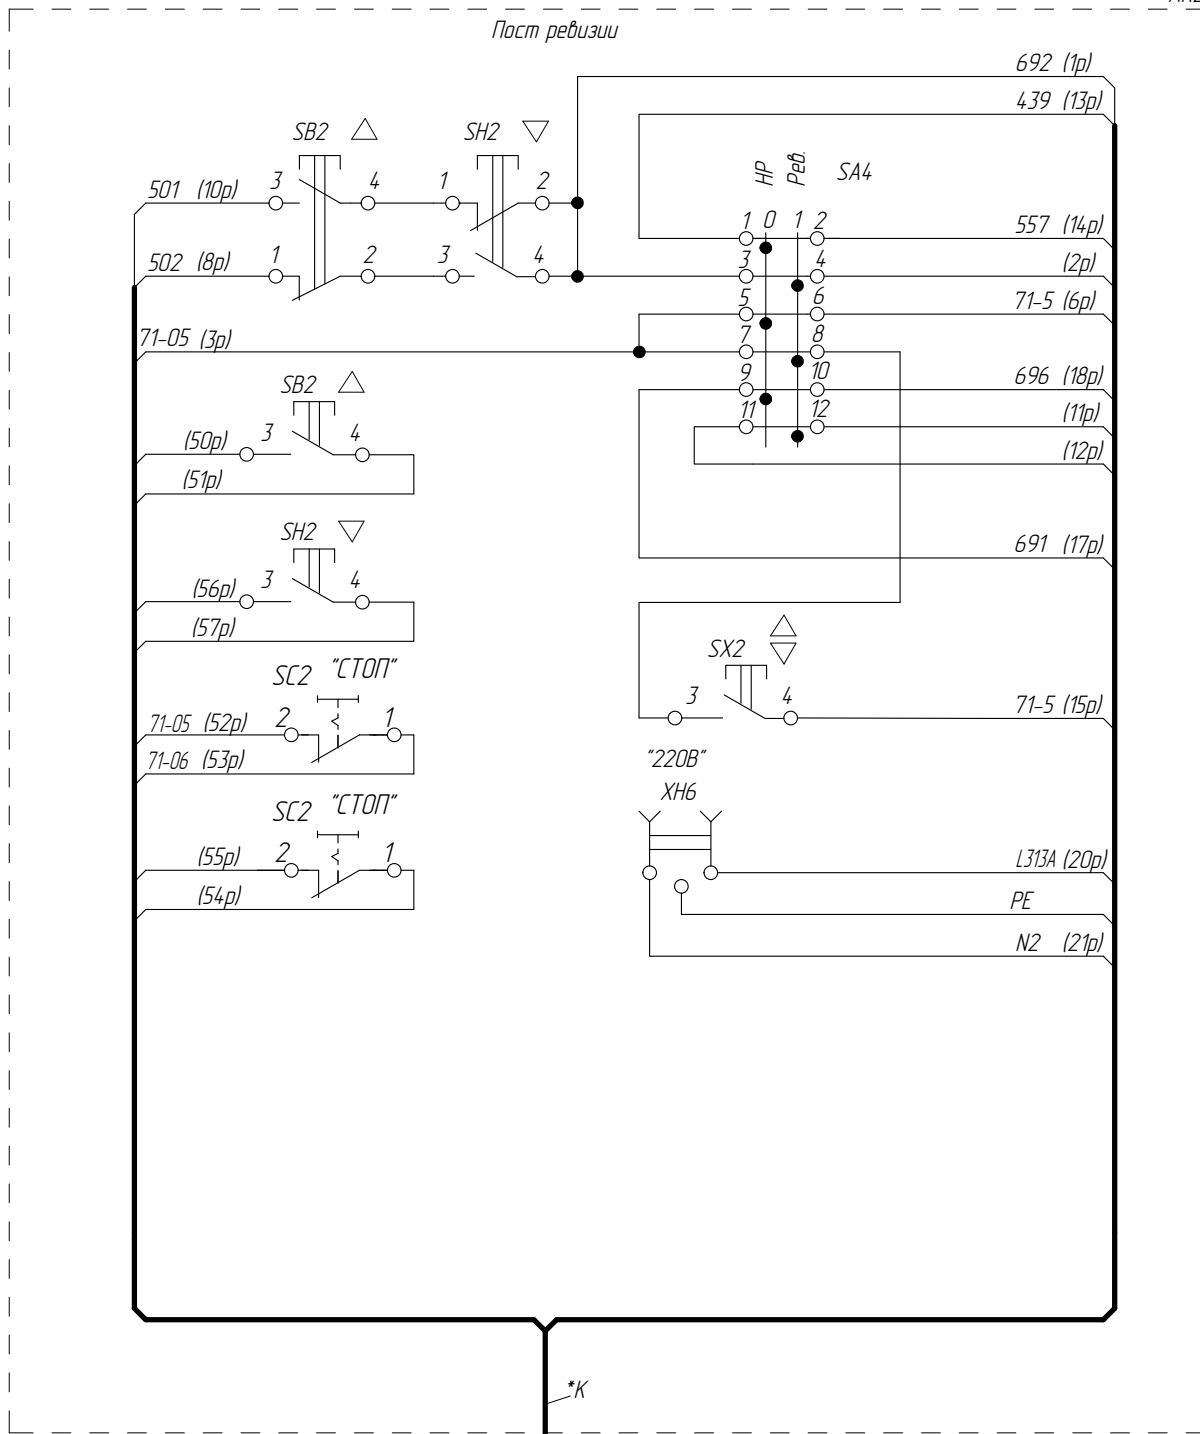 Пост ревизии
692 (1р)
439 (13р)
SB2
SH2
НР
Рев.
SA4
501 (10р) 3 4 1 2
1 0 1 2 557 (14р)
502 (8р) 1 2 3 4
3 4 (2р)
5 6 71-5 (6р)
71-05 (3р)
7 8
9 10 696 (18р)
11 12 (11р)
(12р)
SB2
(50р) 3 4
(51р)
SH2
691 (17р)
(56р) 3 4
(57р)
SX2
SC2 "СТОП"
3 4 71-5 (15р)
71-05 (52р) 2 1
71-06 (53р)
"220В"
XH6
SC2 "СТОП"
(55р) 2 1
L313A (20р)
(54р)
PE
N2 (21р)
*К